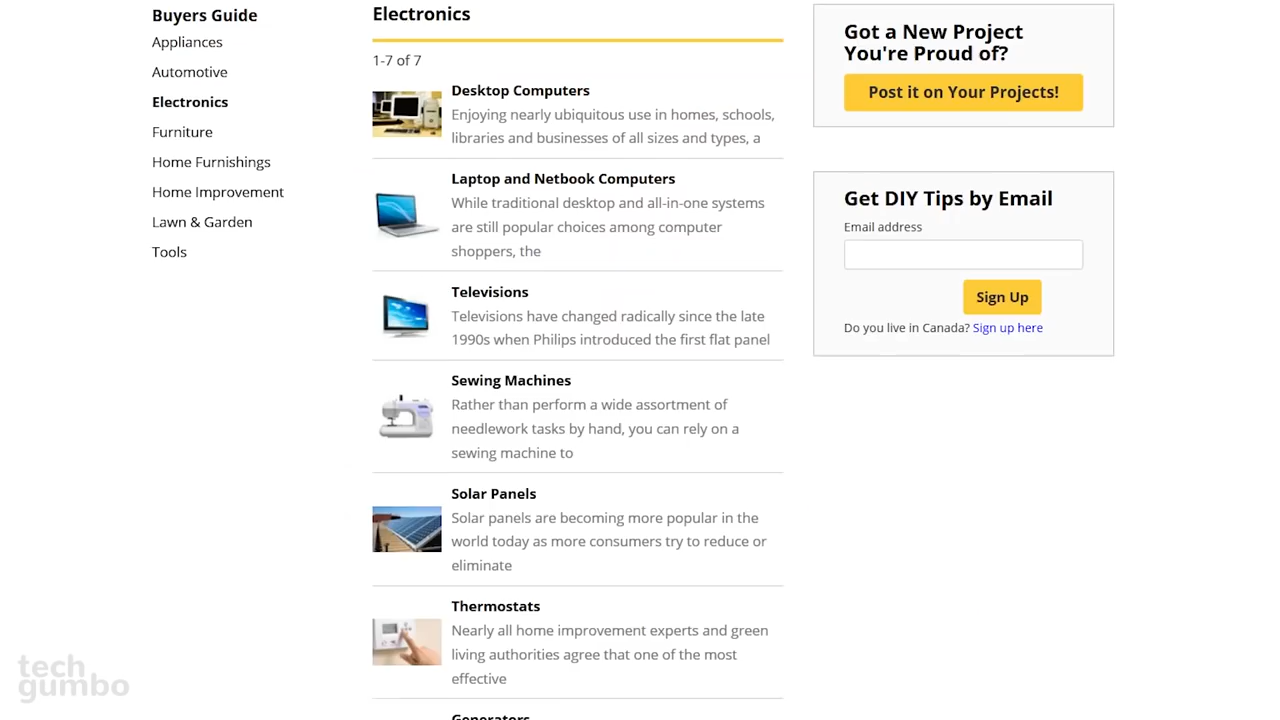 Buyers Guide
Appliances
Automotive
Electronics
Furniture
Home Furnishings
Home Improvement
Lawn & Garden
Tools
Electronics
1-7 of 7
Desktop Computers
Enjoying nearly ubiquitous use in homes, schools,
libraries and businesses of all sizes and types, a
Laptop and Netbook Computers
While traditional desktop and all-in-one systems
are still popular choices among computer
shoppers, the
Televisions
Televisions have changed radically since the late
1990s when Philips introduced the first flat panel
Sewing Machines
Rather than perform a wide assortment of
needlework tasks by hand, you can rely on a
sewing machine to
Solar Panels
Solar panels are becoming more popular in the
world today as more consumers try to reduce or
eliminate
Thermostats
Nearly all home improvement experts and green
living authorities agree that one of the most
effective
Generators
Got a New Project
You're Proud of?
Post it on Your Projects!
Get DIY Tips by Email
Email address
Sign Up
Do you live in Canada? Sign up here
tech
gumbo